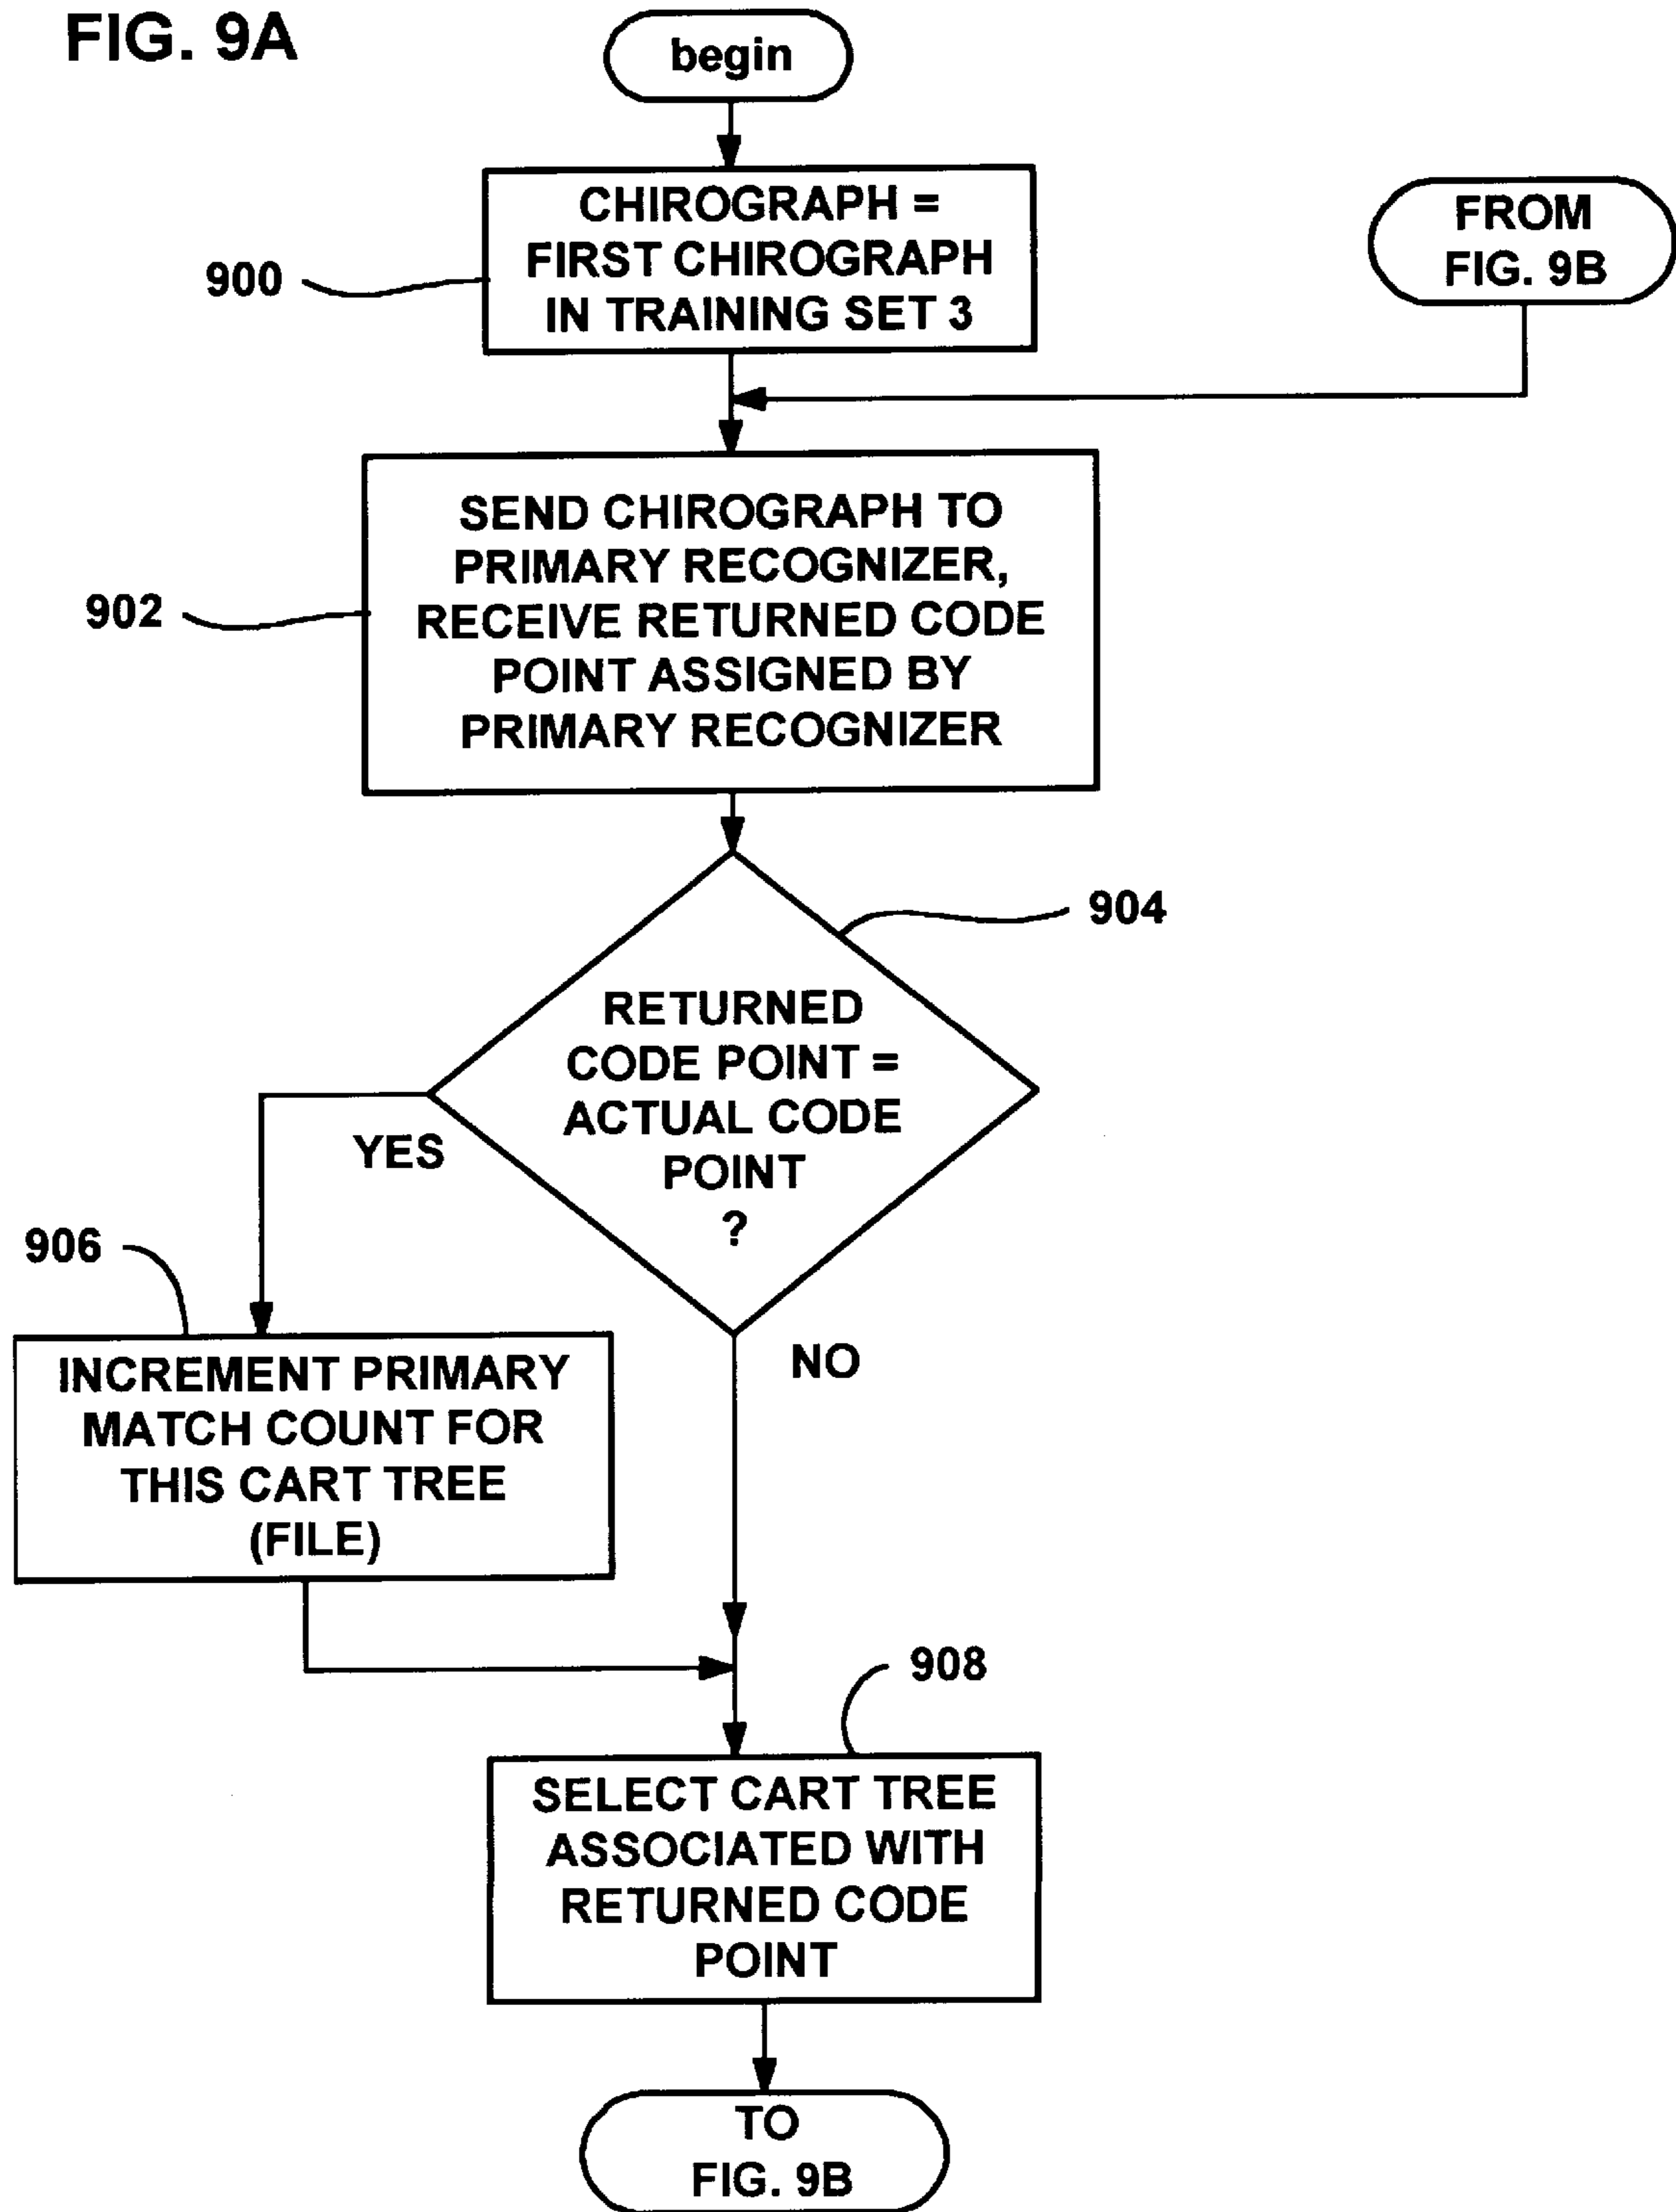 FIG. 9A
begin
CHIROGRAPH =
FIRST CHIROGRAPH
IN TRAINING SET 3
900
FROM
FIG. 9B
SEND CHIROGRAPH TO
PRIMARY RECOGNIZER,
RECEIVE RETURNED CODE
POINT ASSIGNED BY
PRIMARY RECOGNIZER
902
904
RETURNED
CODE POINT =
ACTUAL CODE
POINT
?
YES
NO
906
INCREMENT PRIMARY
MATCH COUNT FOR
THIS CART TREE
(FILE)
908
SELECT CART TREE
ASSOCIATED WITH
RETURNED CODE
POINT
TO
FIG. 9B